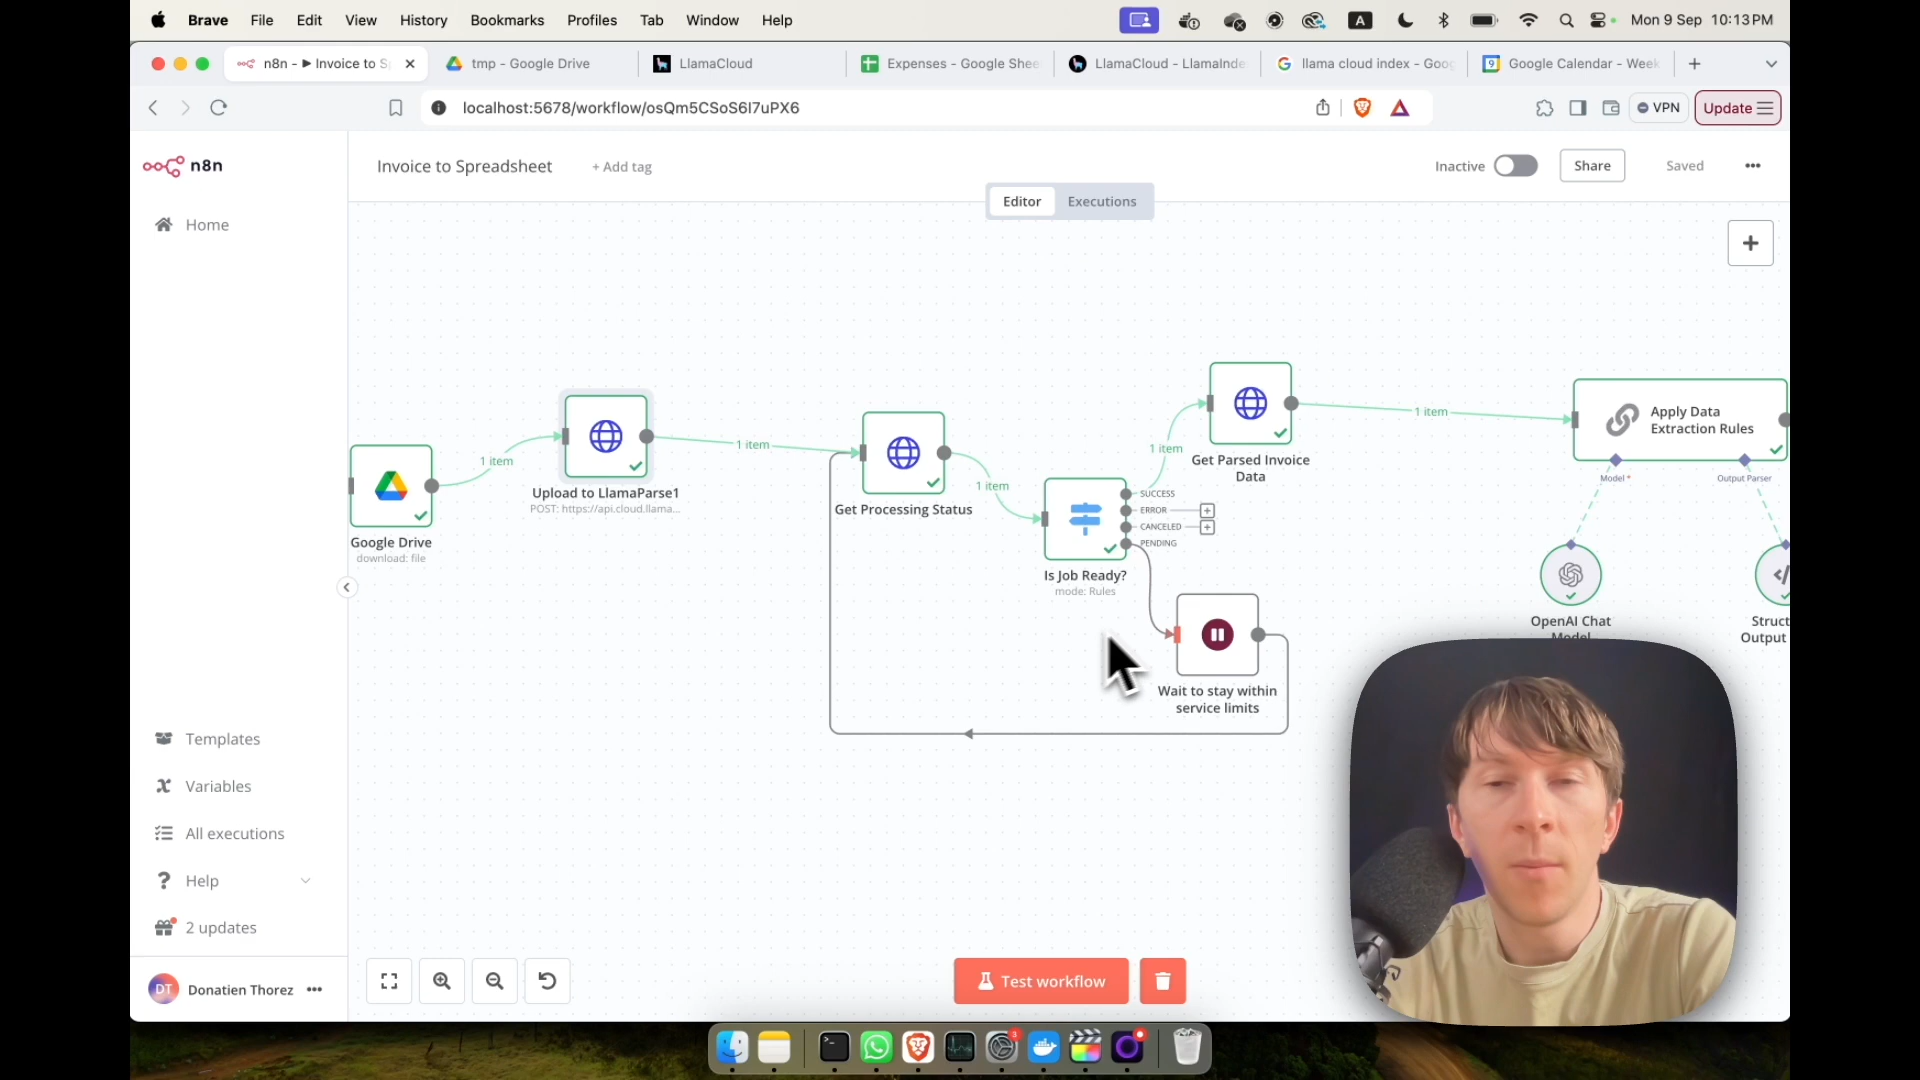 Brave File Edit View History Bookmarks Profiles Tab Window Help
A
Mon 9 Sep 10:13 PM
n8n - ▶ Invoice to S
tmp - Google Drive
LlamaCloud
Expenses - Google Shee
LlamaCloud - LlamaInde
llama cloud index - Goog
9
Google Calendar - Week
localhost:5678/workflow/osQm5CSoS6l7uPX6
VPN
Update
n8n
Invoice to Spreadsheet
+ Add tag
Inactive
Share
Saved
Editor
Executions
Home
1 item
1 item
1 item
1 item
1 item
Google Drive
download: file
Upload to LlamaParse1
POST: https://api.cloud.llama...
Get Processing Status
SUCCESS
ERROR
CANCELED
PENDING
Is Job Ready?
mode: Rules
Get Parsed Invoice
Data
Apply Data
Extraction Rules
Model *
Output Parser
OpenAI Chat
Model
Struct
Output
Wait to stay within
service limits
Templates
Variables
All executions
Help
2 updates
DT
Donatien Thorez
Test workflow
3